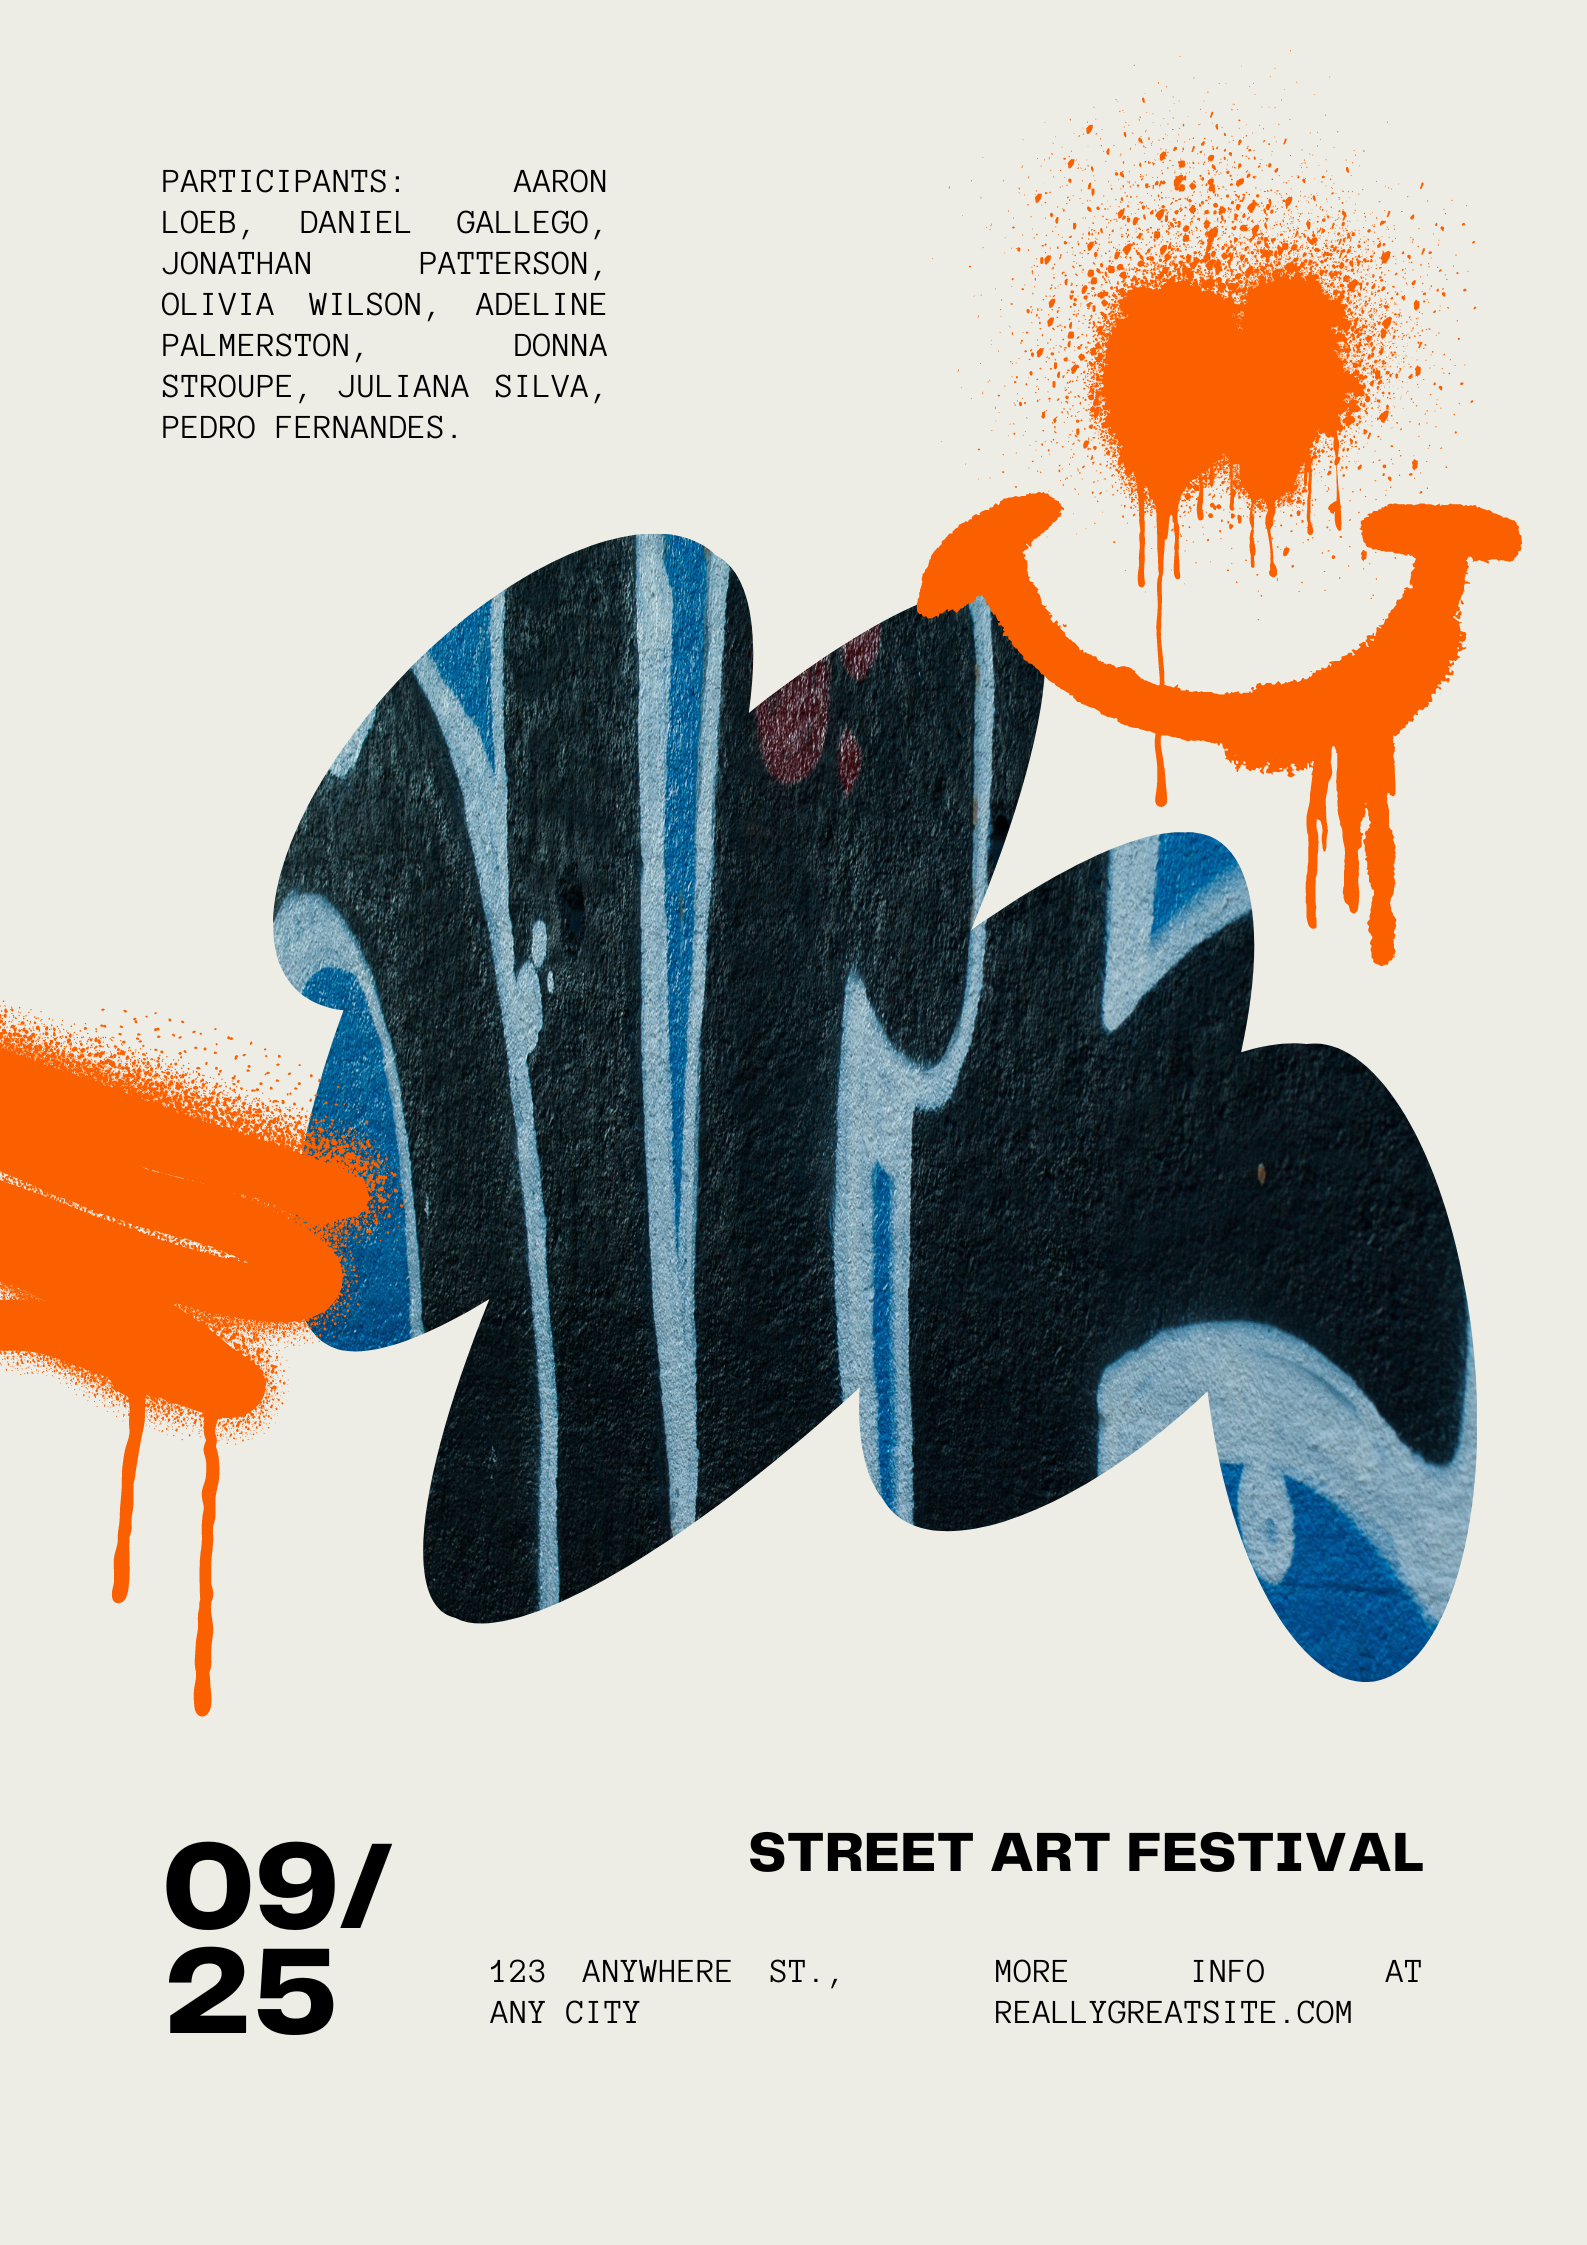 PARTICIPANTS: AARON
LOEB, DANIEL GALLEGO,
JONATHAN PATTERSON,
OLIVIA WILSON, ADELINE
PALMERSTON, DONNA
STROUPE, JULIANA SILVA,
PEDRO FERNANDES.
STREET ART FESTIVAL
09/
25
123 ANYWHERE ST.,
ANY CITY
MORE INFO AT
REALLYGREATSITE.COM